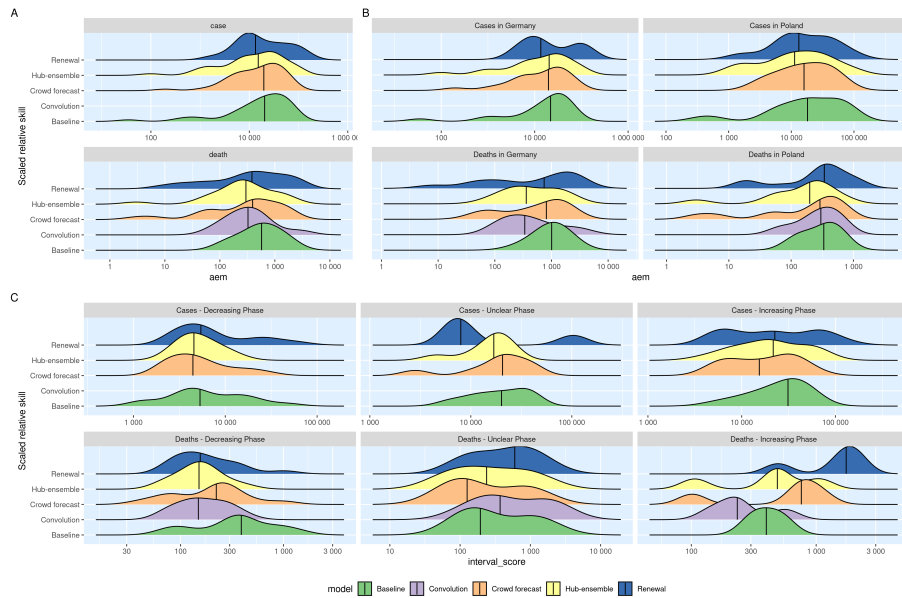 A
B
case
Cases in Germany
Cases in Poland
Scaled relative skill
Renewal
Hub-ensemble
Crowd forecast
Convolution
Baseline
100
10 000
1 000 0
100
10 000
1 000 000
100
1 000
10 000
100 000
death
Deaths in Germany
Deaths in Poland
Renewal
Hub-ensemble
Crowd forecast
Convolution
Baseline
1
10
100
1 000
10 000
1
10
100
1 000
10 000
1
10
100
1 000
aem
aem
C
Cases - Decreasing Phase
Cases - Unclear Phase
Cases - Increasing Phase
Scaled relative skill
Renewal
Hub-ensemble
Crowd forecast
Convolution
Baseline
1 000
10 000
100 000
1 000
10 000
100 000
1 000
10 000
100 000
Deaths - Decreasing Phase
Deaths - Unclear Phase
Deaths - Increasing Phase
Renewal
Hub-ensemble
Crowd forecast
Convolution
Baseline
30
100
300
1 000
3 000
10
100
1 000
10 000
100
300
1 000
3 000
interval_score
model
Baseline
Convolution
Crowd forecast
Hub-ensemble
Renewal